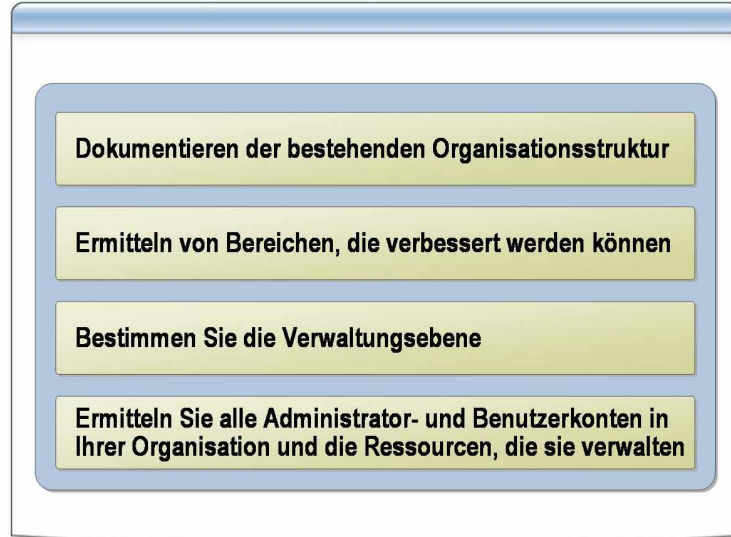 Dokumentieren der bestehenden Organisationsstruktur
Ermitteln von Bereichen, die verbessert werden können
Bestimmen Sie die Verwaltungsebene
Ermitteln Sie alle Administrator- und Benutzerkonten in
Ihrer Organisation und die Ressourcen, die sie verwalten